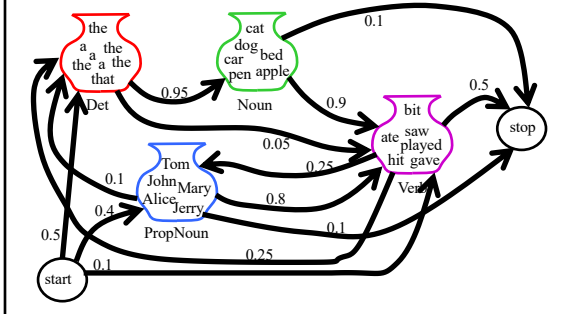 the
a the
a
the a the
that
Det
0.95
cat
dog
bed
car
apple
pen
Noun
0.1
0.9
0.05
bit
saw
ate
played
hit gave
Verb
0.5
stop
Tom
John
Mary
Alice
Jerry
PropNoun
0.25
0.8
0.1
0.1
0.4
0.5
0.25
0.1
start